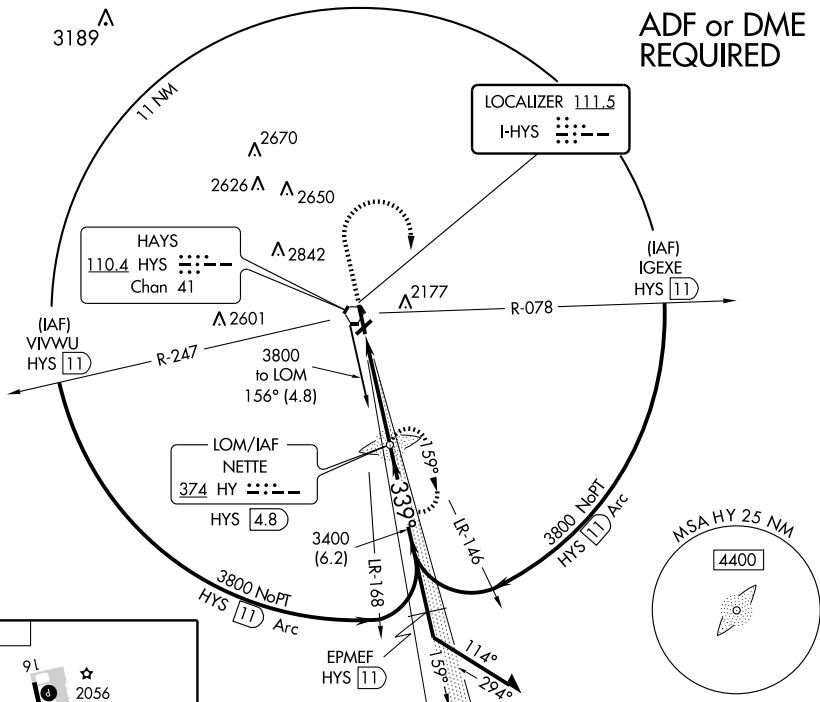 ADF or DME
REQUIRED
3189
11 NM
LOCALIZER 111.5
I-HYS
2670
2626
2650
HAYS
110.4 HYS
Chan 41
2842
2177
(IAF)
IGEXE
HYS 11
2601
R-078
(IAF)
VIVWU
HYS 11
R-247
3800
to LOM
156° (4.8)
LOM/IAF
NETTE
374 HY
HYS 4.8
159°
339°
3400
(6.2)
LR-168
LR-146
3800 NoPT
HYS 11 Arc
3800 NoPT
HYS 11 Arc
MSA HY 25 NM
4400
EPMEF
HYS 11
159°
114°
294°
16
P
2056